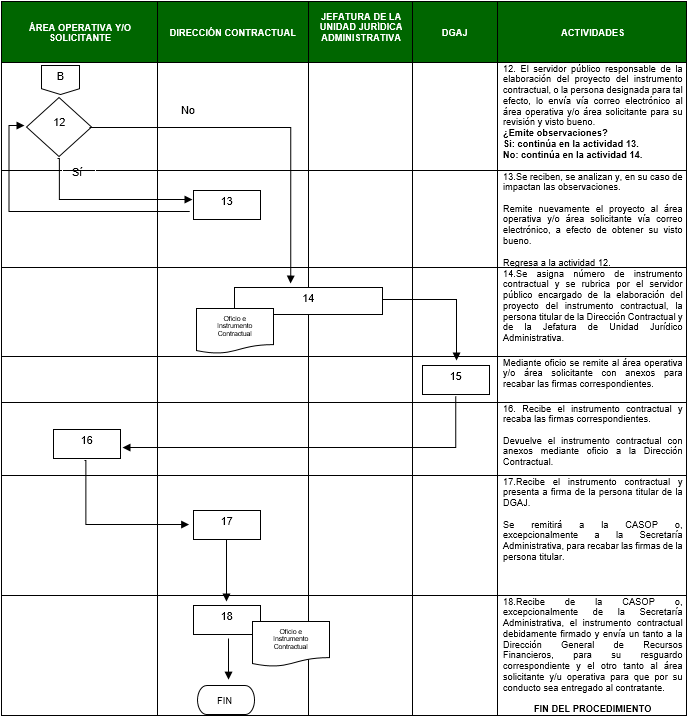 ÁREA OPERATIVA Y/O
SOLICITANTE
DIRECCIÓN CONTRACTUAL
JEFATURA DE LA
UNIDAD JURÍDICA
ADMINISTRATIVA
DGAJ
ACTIVIDADES
B
12
No
Sí
12. El servidor público responsable de la
elaboración del proyecto del instrumento
contractual, o la persona designada para tal
efecto, lo envía vía correo electrónico al
área operativa y/o área solicitante para su
revisión y visto bueno.
¿Emite observaciones?
Si: continúa en la actividad 13.
No: continúa en la actividad 14.
13
13.Se reciben, se analizan y, en su caso de
impactan las observaciones.
Remite nuevamente el proyecto al área
operativa y/o área solicitante vía correo
electrónico, a efecto de obtener su visto
bueno.
Regresa a la actividad 12.
14
Oficio e
Instrumento
Contractual
14.Se asigna número de instrumento
contractual y se rubrica por el servidor
público encargado de la elaboración del
proyecto del instrumento contractual, la
persona titular de la Dirección Contractual y
de la Jefatura de Unidad Jurídico
Administrativa.
15
Mediante oficio se remite al área operativa
y/o área solicitante con anexos para
recabar las firmas correspondientes.
16
16. Recibe el instrumento contractual y
recaba las firmas correspondientes.
Devuelve el instrumento contractual con
anexos mediante oficio a la Dirección
Contractual.
17
17.Recibe el instrumento contractual y
presenta a firma de la persona titular de la
DGAJ.
Se remitirá a la CASOP o,
excepcionalmente a la Secretaría
Administrativa, para recabar las firmas de la
persona titular.
18
Oficio e
Instrumento
Contractual
FIN
18.Recibe de la CASOP o,
excepcionalmente de la Secretaría
Administrativa, el instrumento contractual
debidamente firmado y envía un tanto a la
Dirección General de Recursos
Financieros, para su resguardo
correspondiente y el otro tanto al área
solicitante y/u operativa para que por su
conducto sea entregado al contratante.
FIN DEL PROCEDIMIENTO